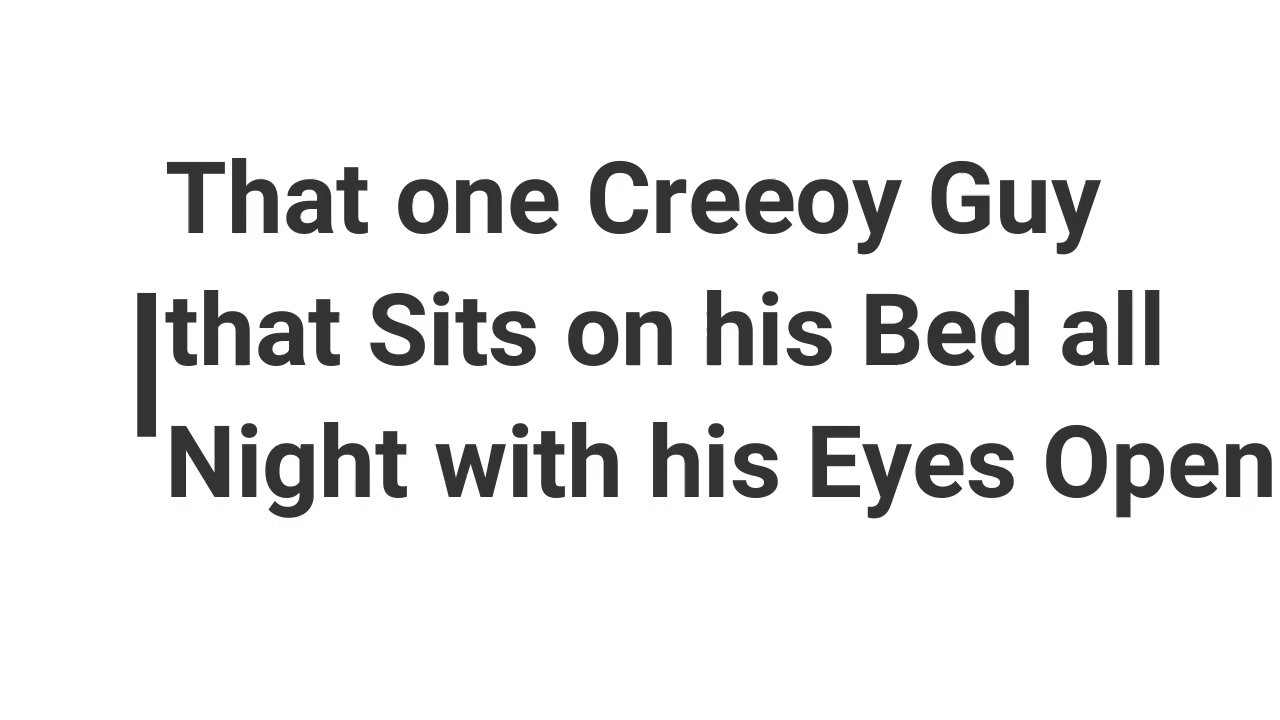 That one Creeoy Guy
that Sits on his Bed all
Night with his Eyes Open